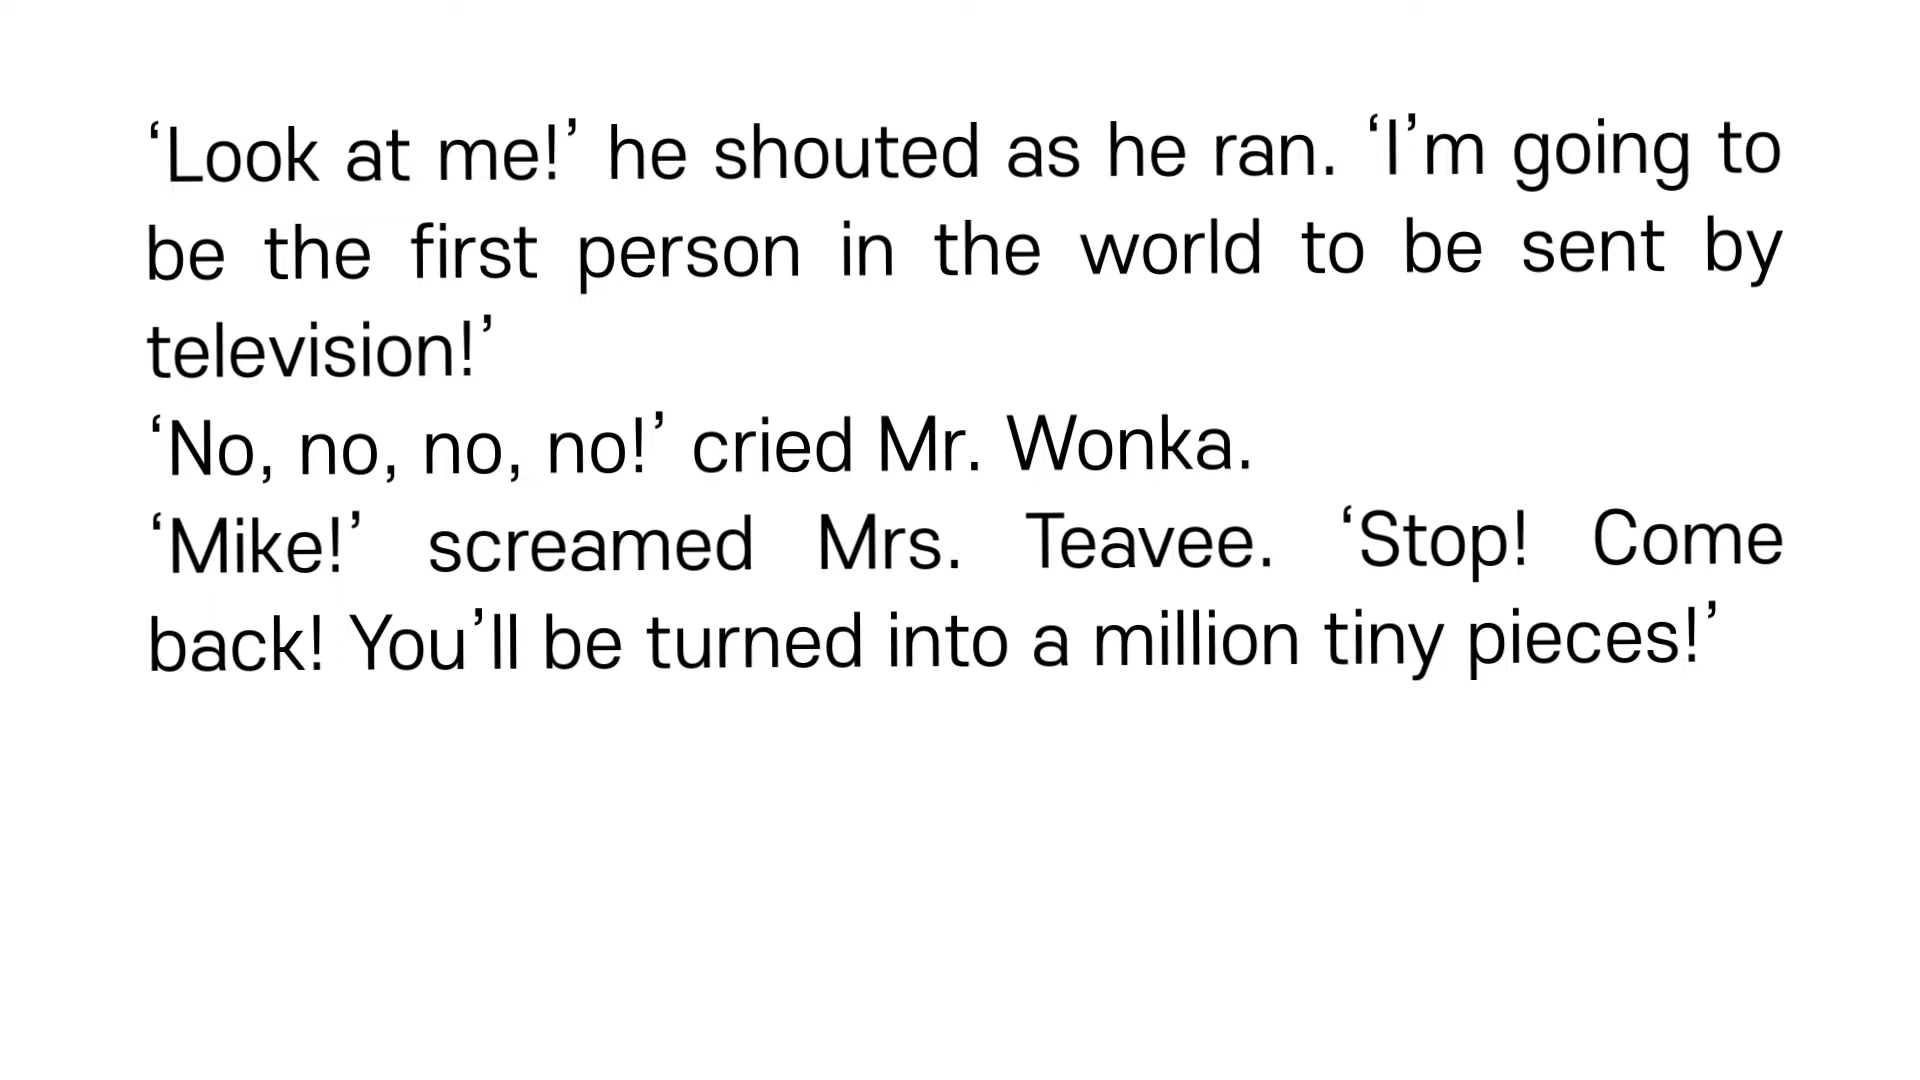 ‘Look at me!’ he shouted as he ran. ‘I’m going to
be the first person in the world to be sent by
television!’
‘No, no, no, no!’ cried Mr. Wonka.
‘Mike!’ screamed Mrs. Teavee. ‘Stop! Come
back! You’ll be turned into a million tiny pieces!’